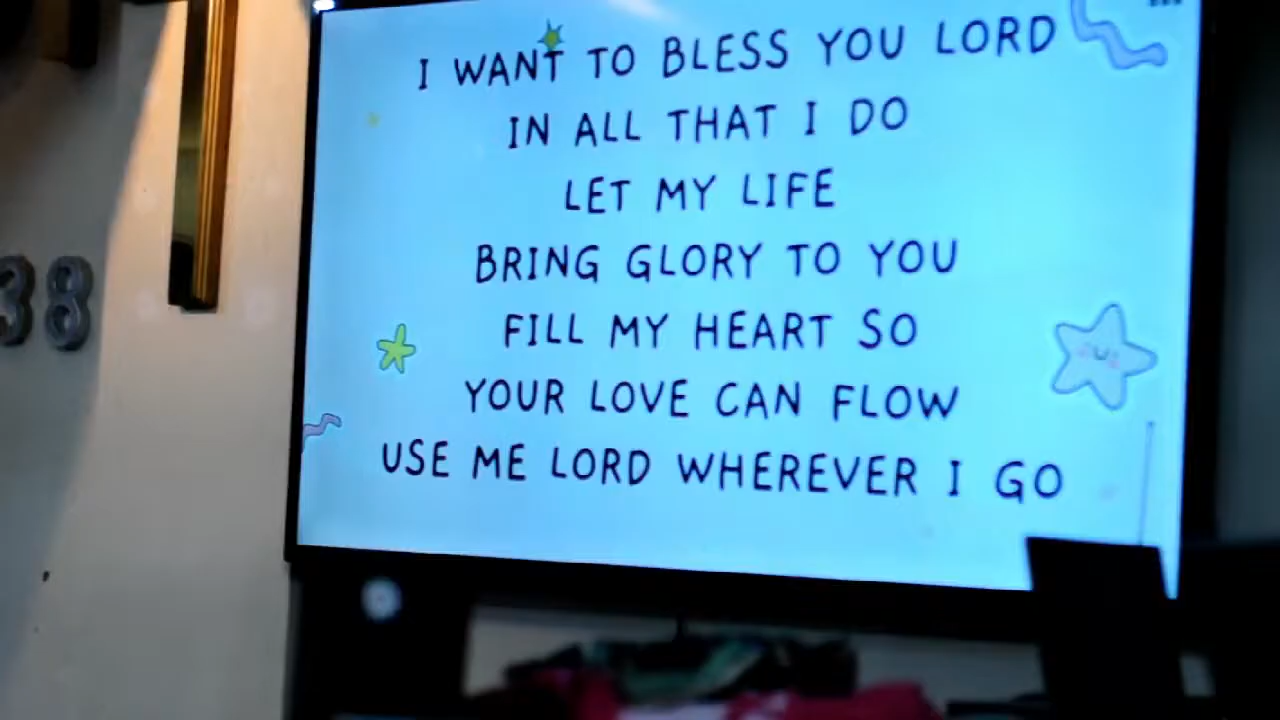 I WANT TO BLESS YOU LORD
IN ALL THAT I DO
LET MY LIFE
BRING GLORY TO YOU
FILL MY HEART SO
YOUR LOVE CAN FLOW
USE ME LORD WHEREVER I GO
38